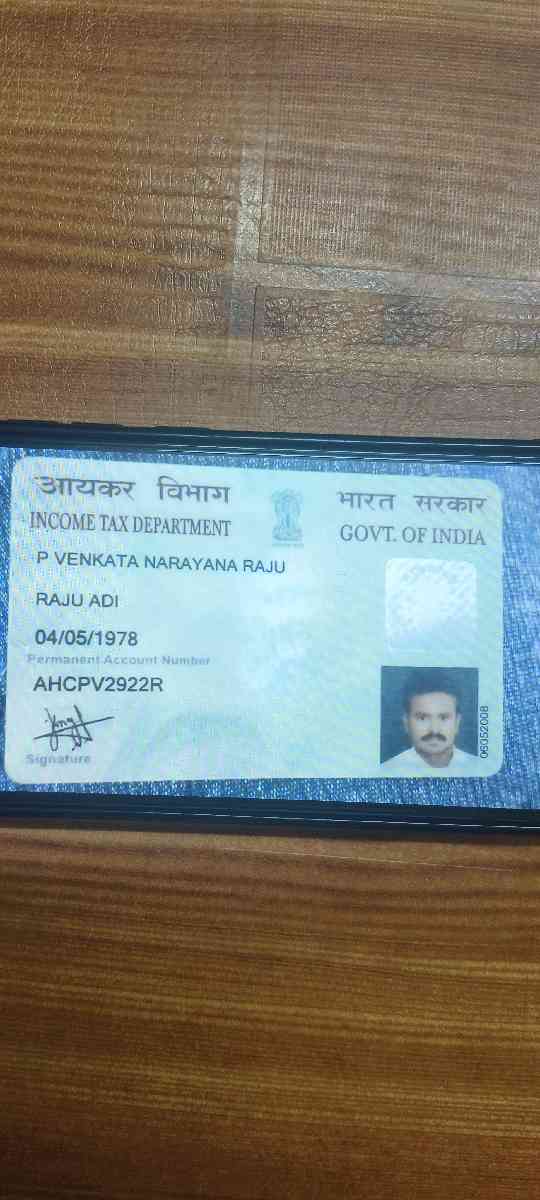 आयकर विभाग
INCOME TAX DEPARTMENT
भारत सरकार
GOVT. OF INDIA
P VENKATA NARAYANA RAJU
RAJU ADI
04/05/1978
Permanent Account Number
AHCPV2922R
Signature
06052008